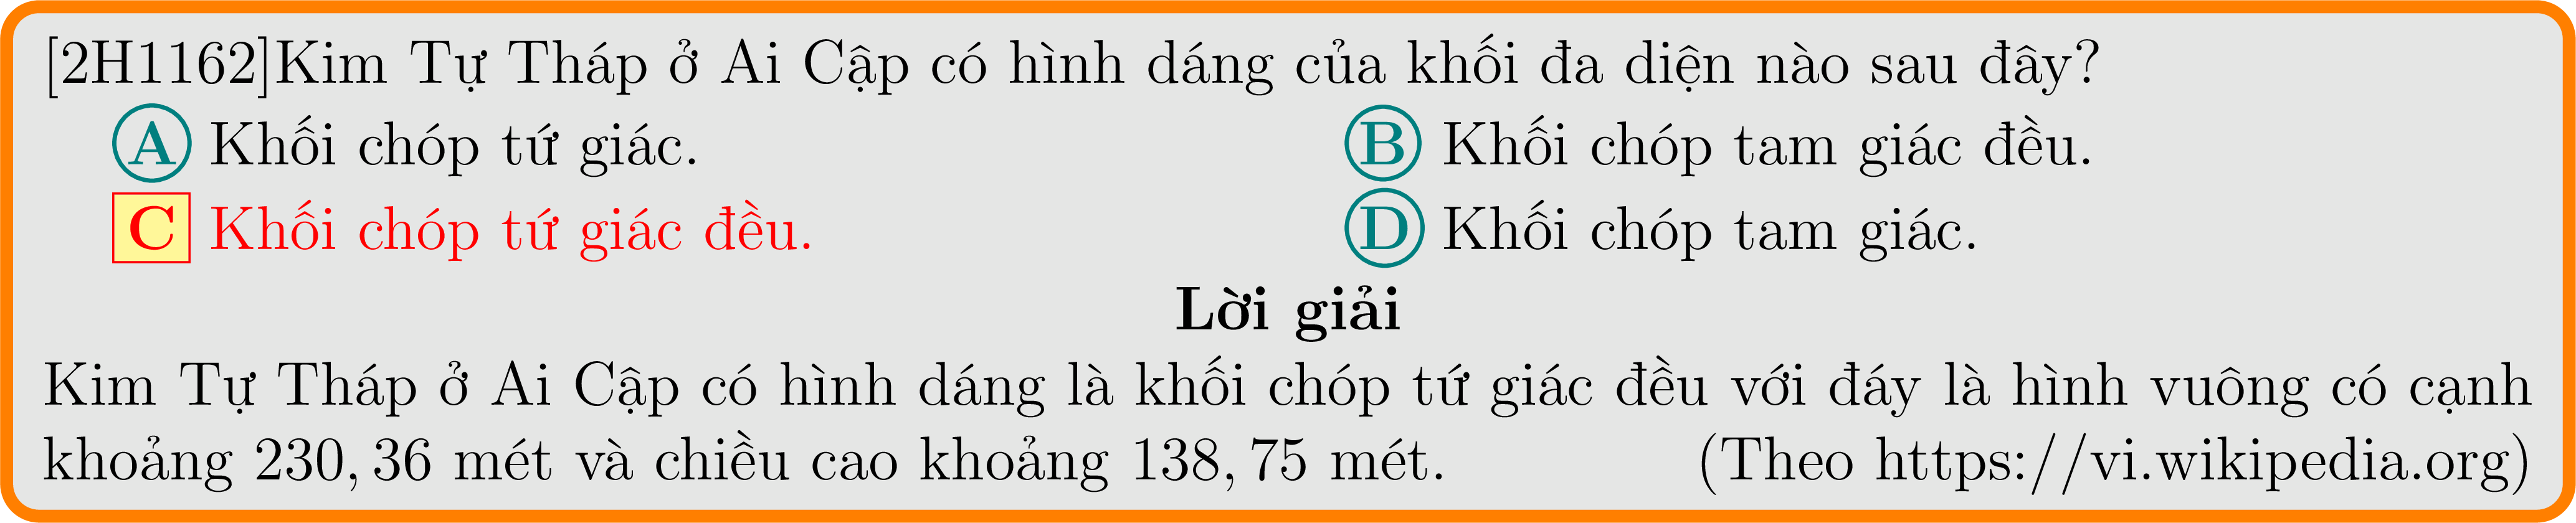 [2H1162]Kim Tự Tháp ở Ai Cập có hình dáng của khối đa diện nào sau đây?
A Khối chóp tứ giác. B Khối chóp tam giác đều.
C Khối chóp tứ giác đều. D Khối chóp tam giác.
Lời giải
Kim Tự Tháp ở Ai Cập có hình dáng là khối chóp tứ giác đều với đáy là hình vuông có cạnh
khoảng 230, 36 mét và chiều cao khoảng 138, 75 mét. (Theo https://vi.wikipedia.org)